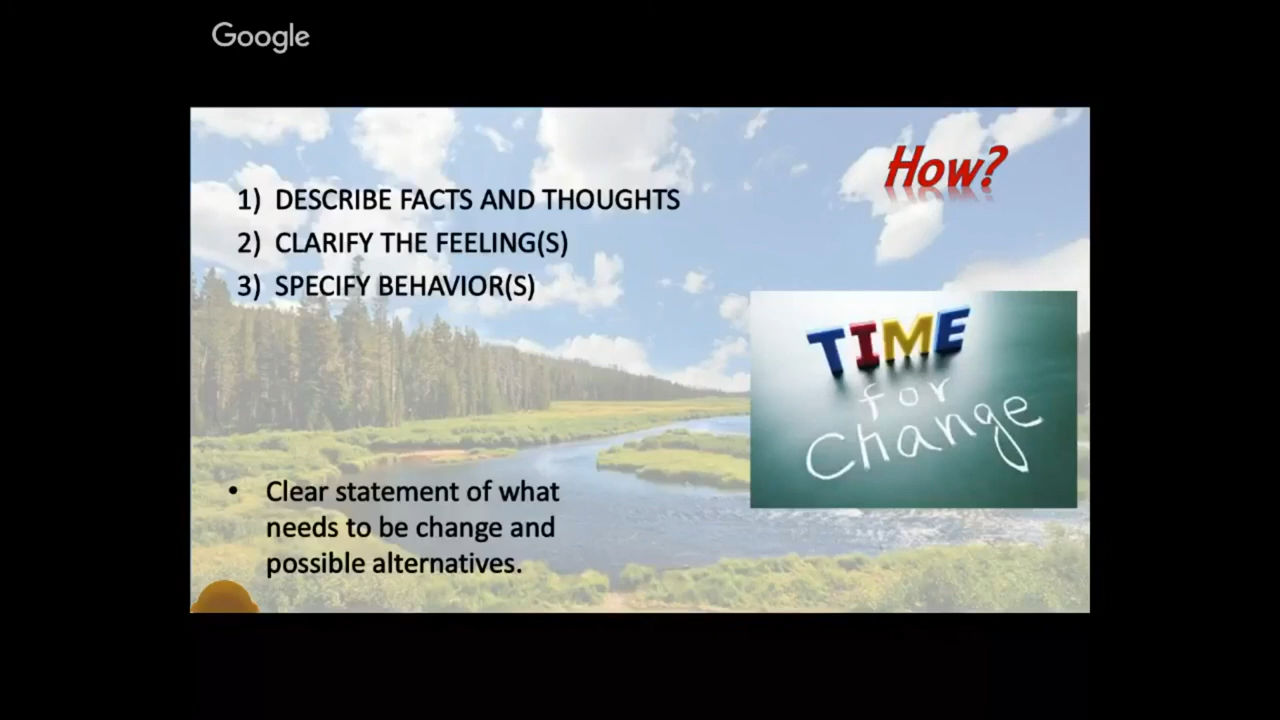 Google
How?
1) DESCRIBE FACTS AND THOUGHTS
2) CLARIFY THE FEELING(S)
3) SPECIFY BEHAVIOR(S)
TIME
for
Change
• Clear statement of what
needs to be change and
possible alternatives.